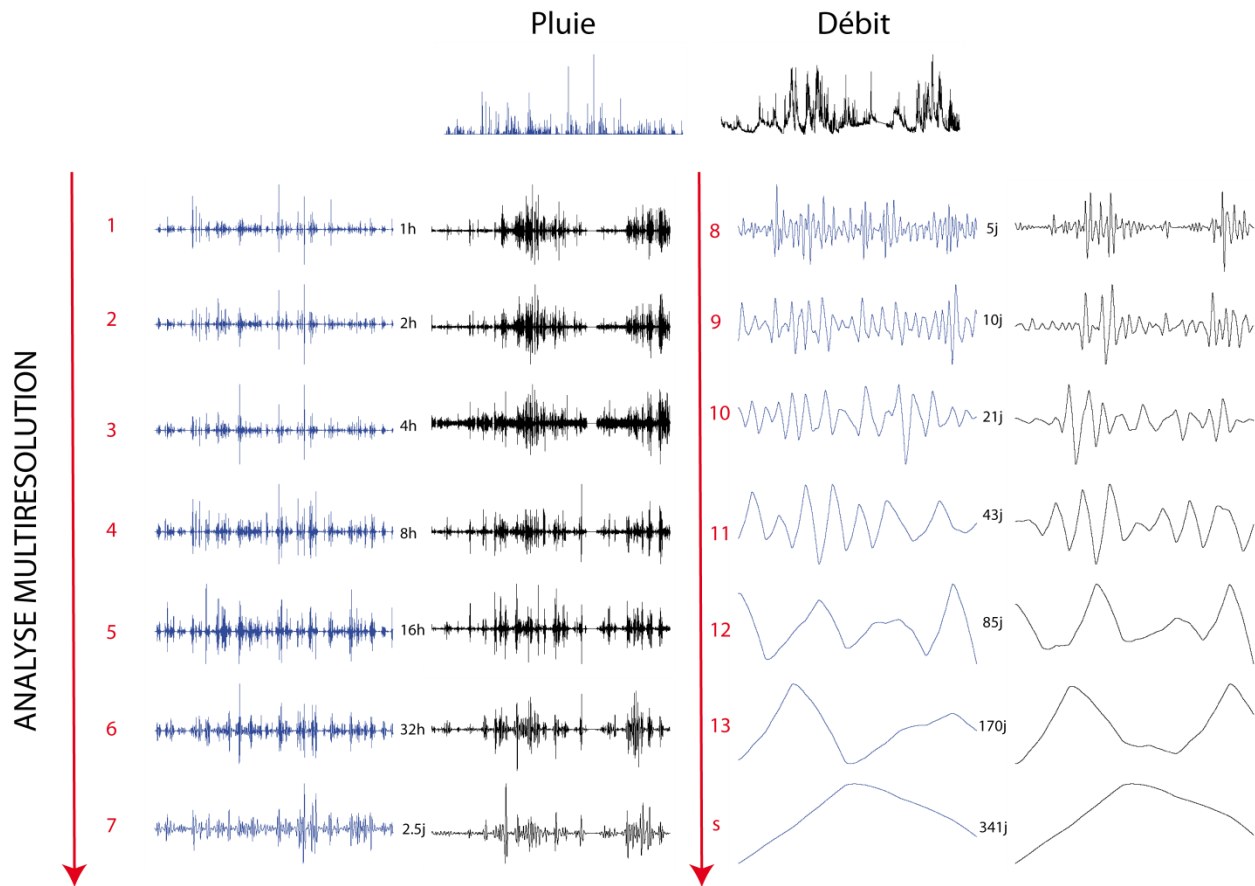 Pluie
Débit
ANALYSE MULTIRESOLUTION
1
1h
2
2h
3
4h
4
8h
5
16h
6
32h
7
2.5j
8
5j
9
10j
10
21j
11
43j
12
85j
13
170j
s
341j